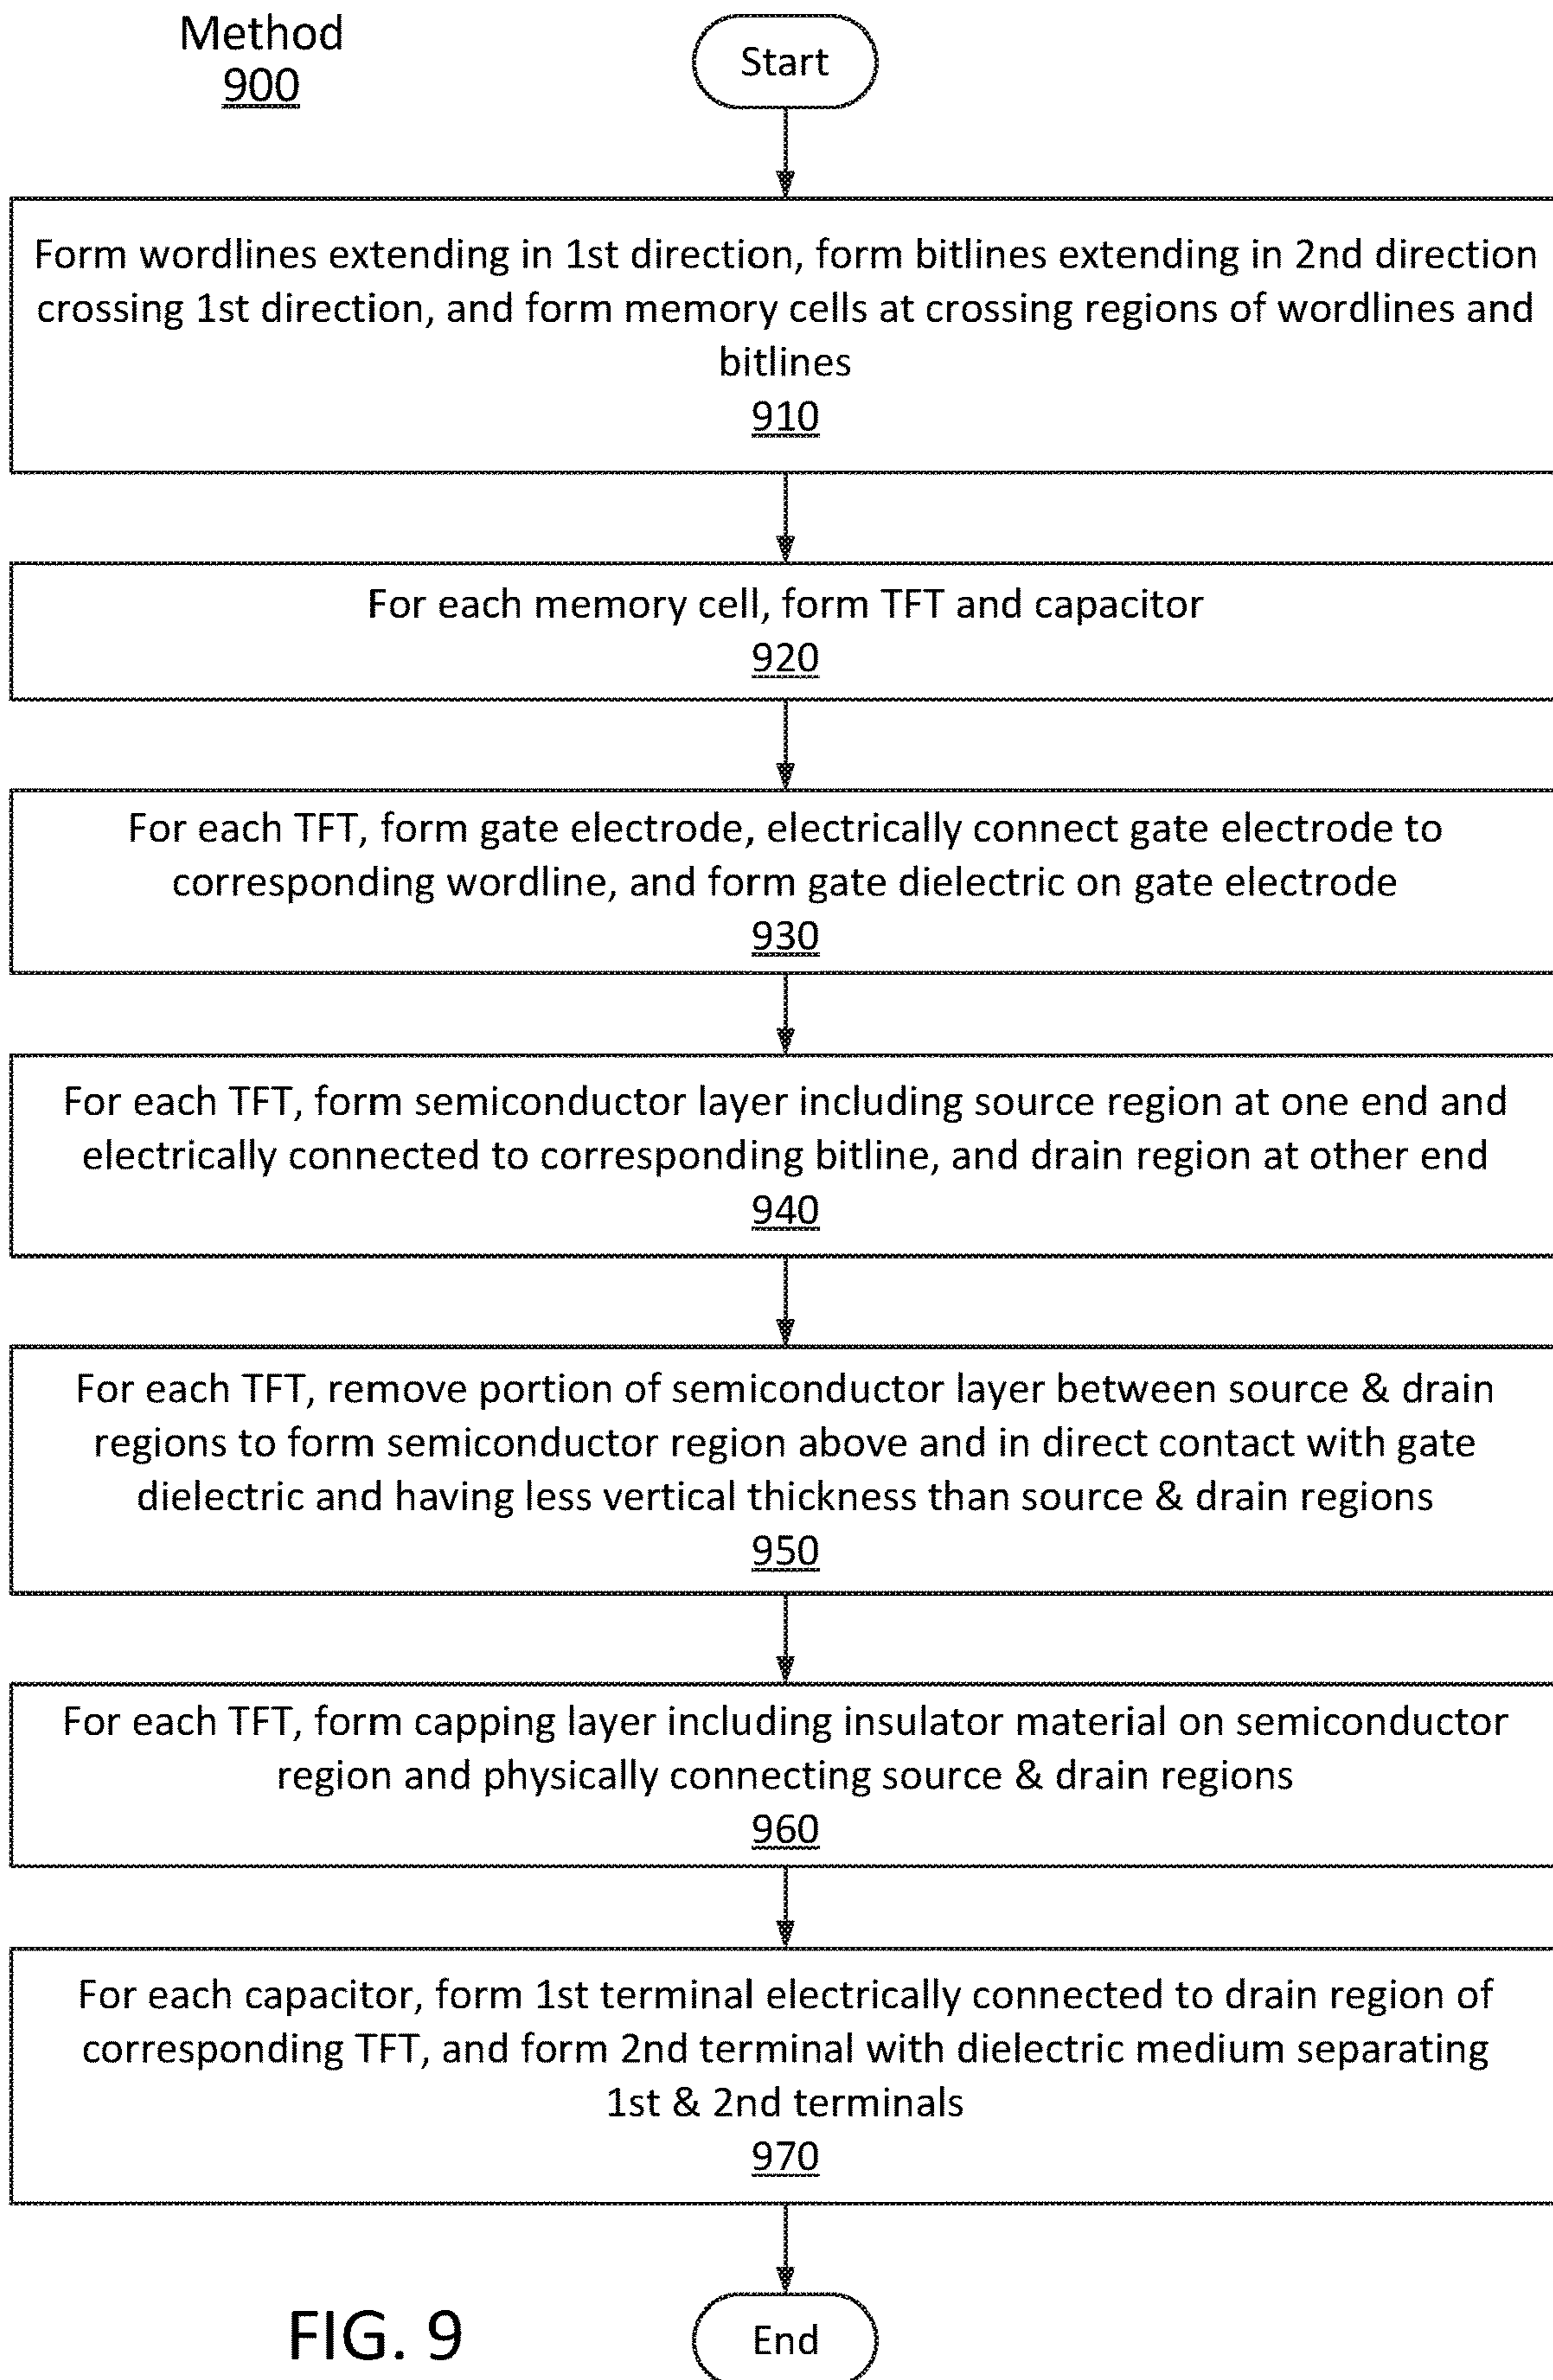 Method
900
Start
Form wordlines extending in 1st direction, form bitlines extending in 2nd direction
crossing 1st direction, and form memory cells at crossing regions of wordlines and
bitlines
910
For each memory cell, form TFT and capacitor
920
For each TFT, form gate electrode, electrically connect gate electrode to
corresponding wordline, and form gate dielectric on gate electrode
930
For each TFT, form semiconductor layer including source region at one end and
electrically connected to corresponding bitline, and drain region at other end
940
For each TFT, remove portion of semiconductor layer between source & drain
regions to form semiconductor region above and in direct contact with gate
dielectric and having less vertical thickness than source & drain regions
950
For each TFT, form capping layer including insulator material on semiconductor
region and physically connecting source & drain regions
960
For each capacitor, form 1st terminal electrically connected to drain region of
corresponding TFT, and form 2nd terminal with dielectric medium separating
1st & 2nd terminals
970
FIG. 9
End